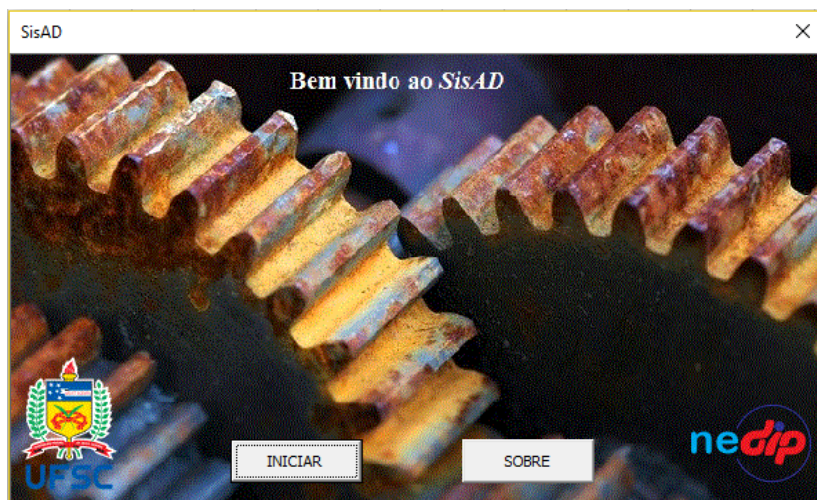 SisAD
Bem vindo ao SisAD
UFSC
INICIAR
SOBRE
nedip